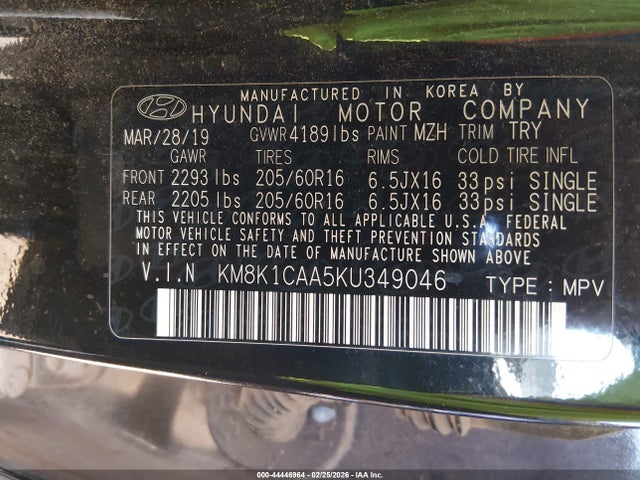 MANUFACTURED IN KOREA BY
HYUNDAI MOTOR COMPANY
MAR/28/19 GVWR 4189lbs PAINT MZH TRIM TRY
GAWR TIRES RIMS COLD TIRE INFL
FRONT 2293 lbs 205/60R16 6.5JX16 33psi SINGLE
REAR 2205 lbs 205/60R16 6.5JX16 33psi SINGLE
THIS VEHICLE CONFORMS TO ALL APPLICABLE U.S.A. FEDERAL
MOTOR VEHICLE SAFETY AND THEFT PREVENTION STANDARDS
IN EFFECT ON THE DATE OF MANUFACTURE SHOWN ABOVE.
V.I.N KM8K1CAA5KU349046 TYPE : MPV
000-44446964 - 02/25/2026 - IAA Inc.